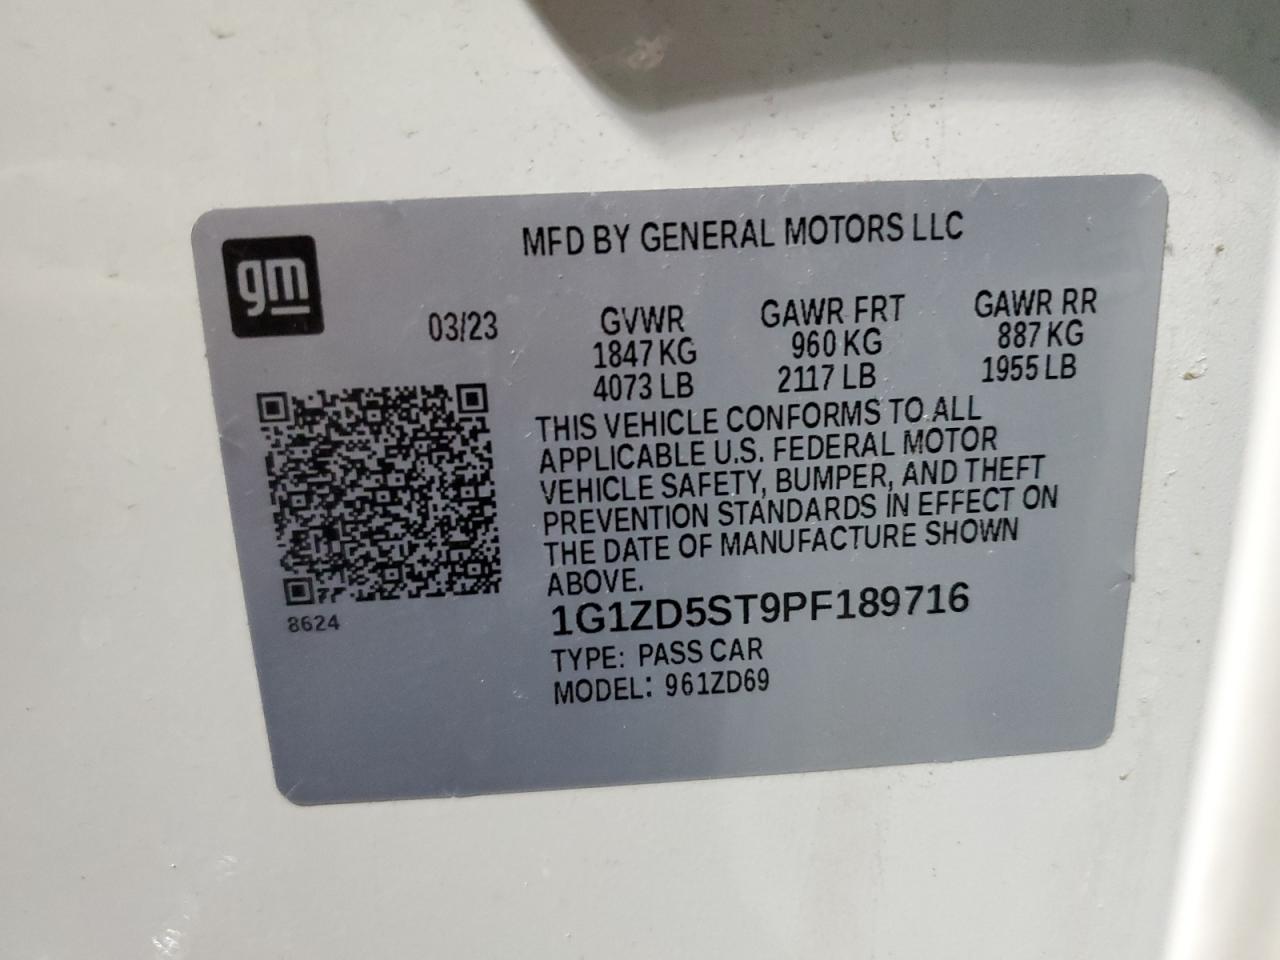 MFD BY GENERAL MOTORS LLC
gm
03/23
GVWR GAWR FRT GAWR RR
1847 KG 960 KG 887 KG
4073 LB 2117 LB 1955 LB
THIS VEHICLE CONFORMS TO ALL
APPLICABLE U.S. FEDERAL MOTOR
VEHICLE SAFETY, BUMPER, AND THEFT
PREVENTION STANDARDS IN EFFECT ON
THE DATE OF MANUFACTURE SHOWN
ABOVE.
8624
1G1ZD5ST9PF189716
TYPE: PASS CAR
MODEL: 961ZD69